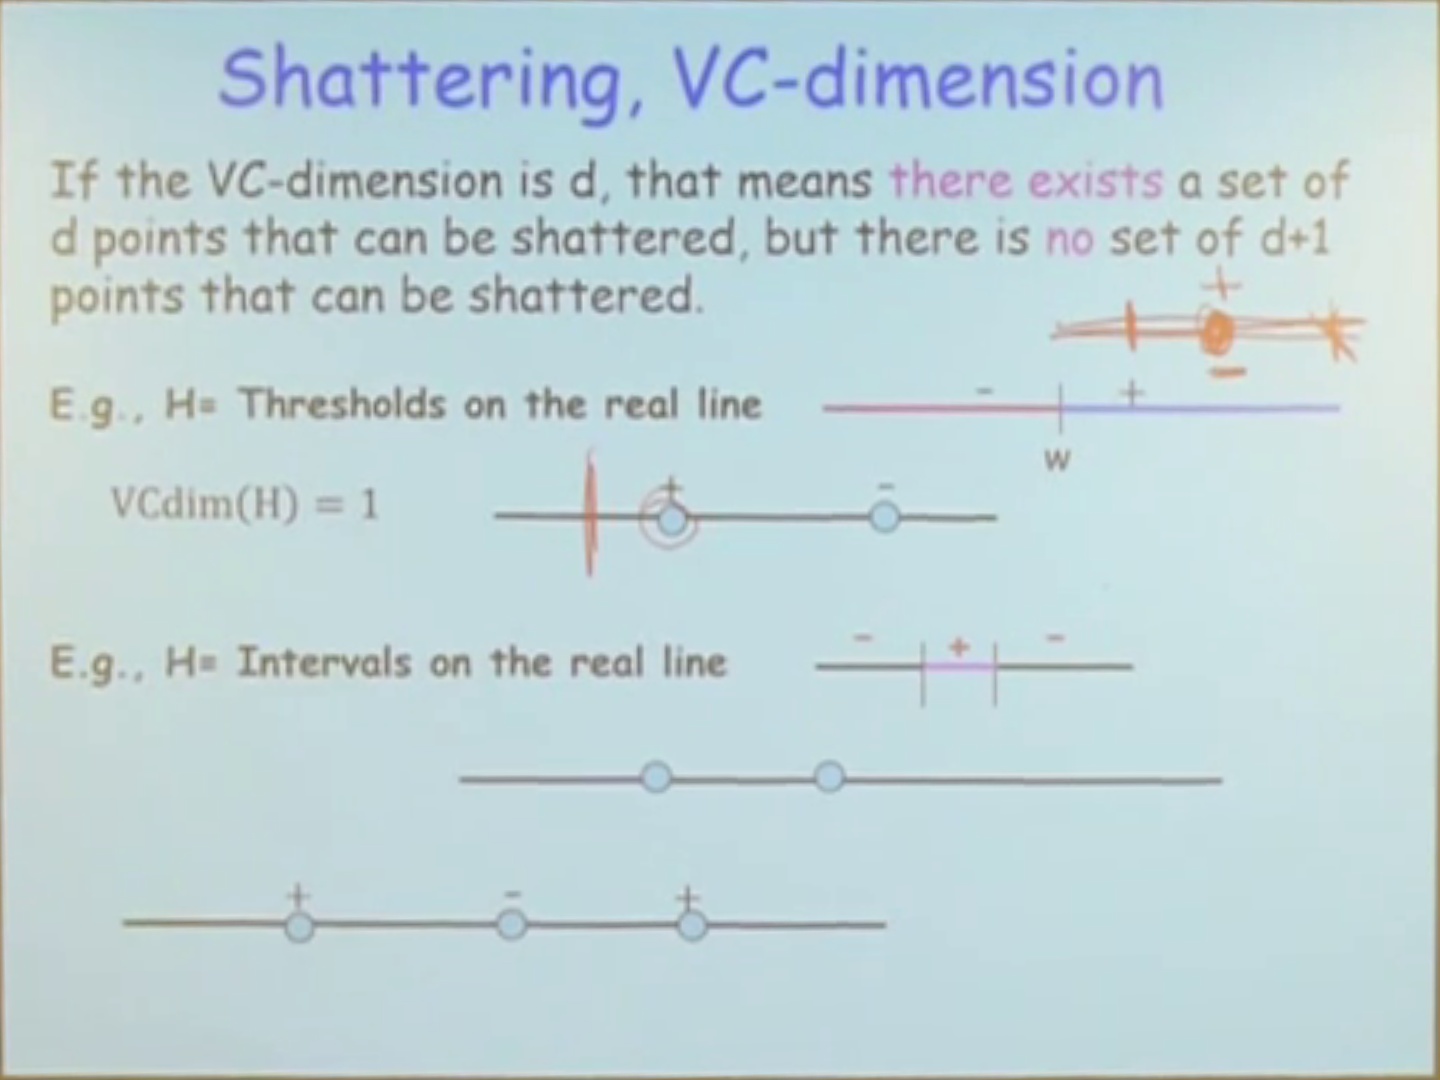 Shattering, VC-dimension
If the VC-dimension is d, that means there exists a set of
d points that can be shattered, but there is no set of d+1
points that can be shattered.
+
-
E.g., H= Thresholds on the real line
- +
w
VCdim(H) = 1
+ -
E.g., H= Intervals on the real line
- + -
+ - +